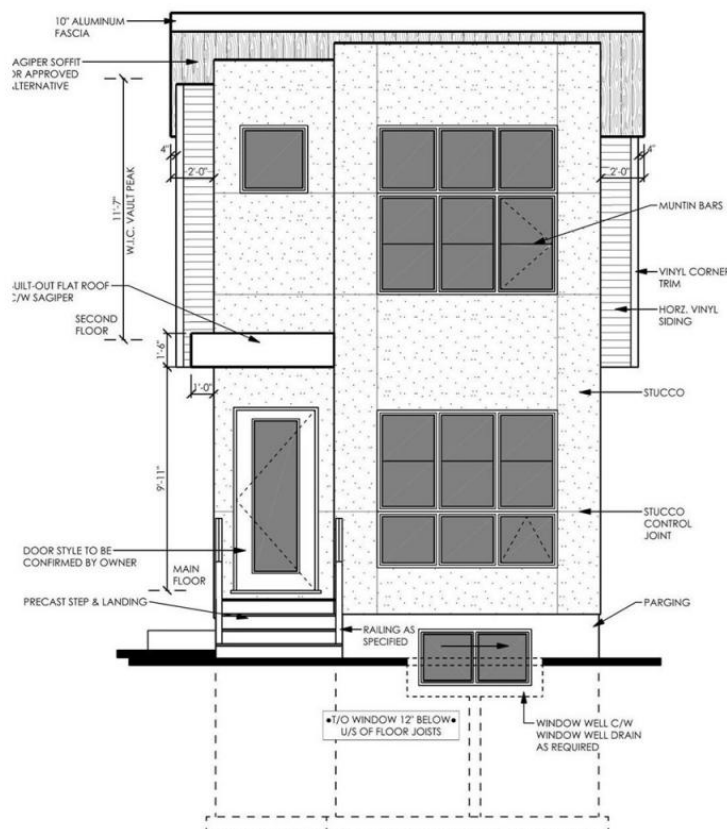 10" ALUMINUM
FASCIA
AGIPER SOFFIT
OR APPROVED
LTERNATIVE
4"
2'-0"
11'-7"
W.I.C. VAULT PEAK
UILT-OUT FLAT ROOF
C/W SAGIPER
SECOND
FLOOR
1'-6"
1'-0"
9'-11"
DOOR STYLE TO BE
CONFIRMED BY OWNER
MAIN
FLOOR
PRECAST STEP & LANDING
RAILING AS
SPECIFIED
•T/O WINDOW 12" BELOW•
U/S OF FLOOR JOISTS
4"
2'-0"
MUNTIN BARS
VINYL CORNER
TRIM
HORZ. VINYL
SIDING
STUCCO
STUCCO
CONTROL
JOINT
PARGING
WINDOW WELL C/W
WINDOW WELL DRAIN
AS REQUIRED